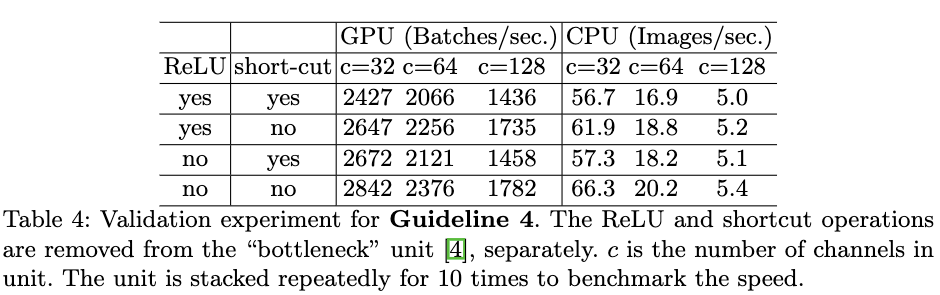 GPU (Batches/sec.) CPU (Images/sec.)
ReLU short-cut c=32 c=64 c=128 c=32 c=64 c=128
yes yes 2427 2066 1436 56.7 16.9 5.0
yes no 2647 2256 1735 61.9 18.8 5.2
no yes 2672 2121 1458 57.3 18.2 5.1
no no 2842 2376 1782 66.3 20.2 5.4
Table 4: Validation experiment for Guideline 4. The ReLU and shortcut operations
are removed from the “bottleneck” unit [4], separately. c is the number of channels in
unit. The unit is stacked repeatedly for 10 times to benchmark the speed.